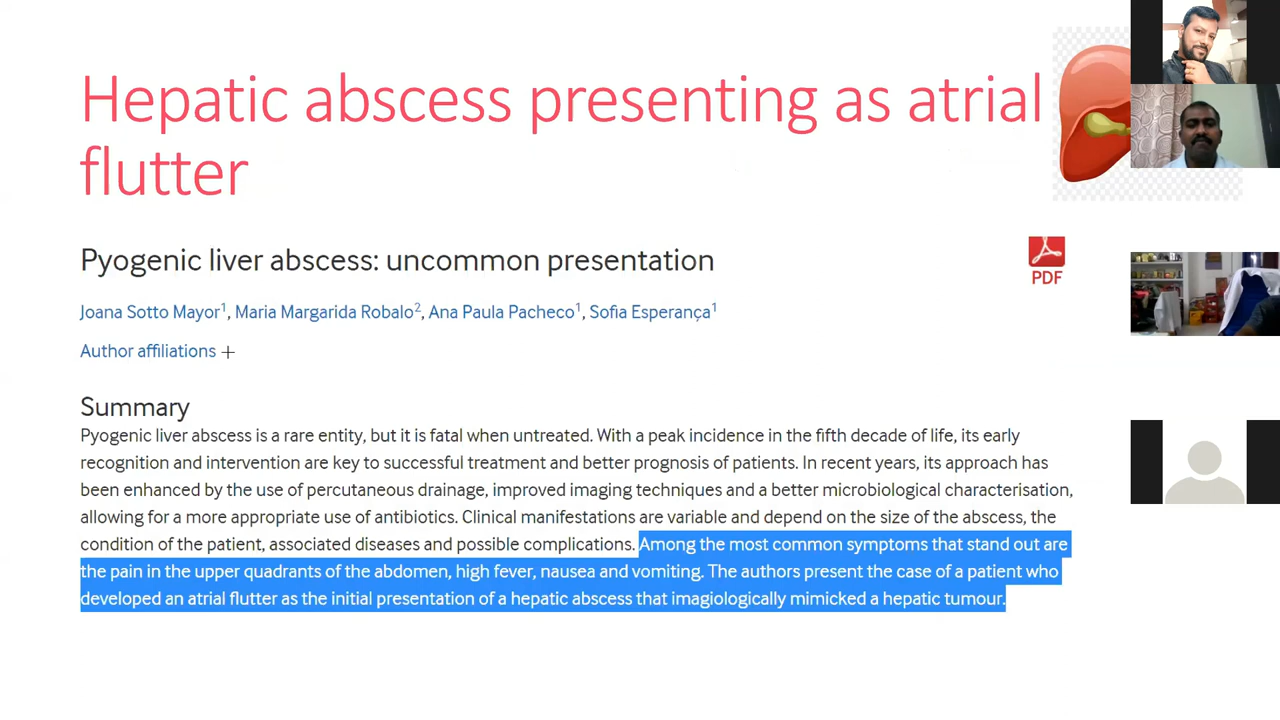 Hepatic abscess presenting as atrial
flutter
Pyogenic liver abscess: uncommon presentation
PDF
Joana Sotto Mayor1, Maria Margarida Robalo2, Ana Paula Pacheco1, Sofia Esperança1
Author affiliations +
Summary
Pyogenic liver abscess is a rare entity, but it is fatal when untreated. With a peak incidence in the fifth decade of life, its early
recognition and intervention are key to successful treatment and better prognosis of patients. In recent years, its approach has
been enhanced by the use of percutaneous drainage, improved imaging techniques and a better microbiological characterisation,
allowing for a more appropriate use of antibiotics. Clinical manifestations are variable and depend on the size of the abscess, the
condition of the patient, associated diseases and possible complications. Among the most common symptoms that stand out are
the pain in the upper quadrants of the abdomen, high fever, nausea and vomiting. The authors present the case of a patient who
developed an atrial flutter as the initial presentation of a hepatic abscess that imagiologically mimicked a hepatic tumour.